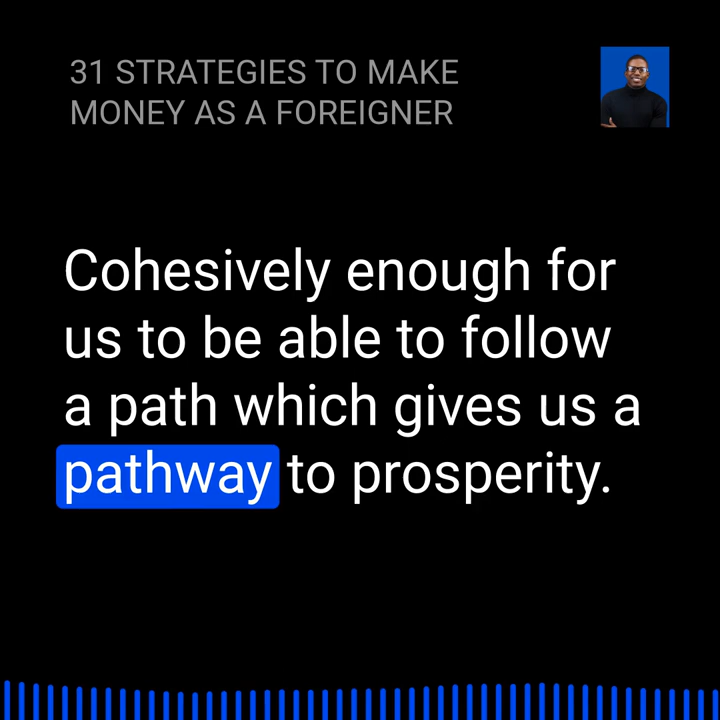 31 STRATEGIES TO MAKE
MONEY AS A FOREIGNER
Cohesively enough for
us to be able to follow
a path which gives us a
pathway to prosperity.